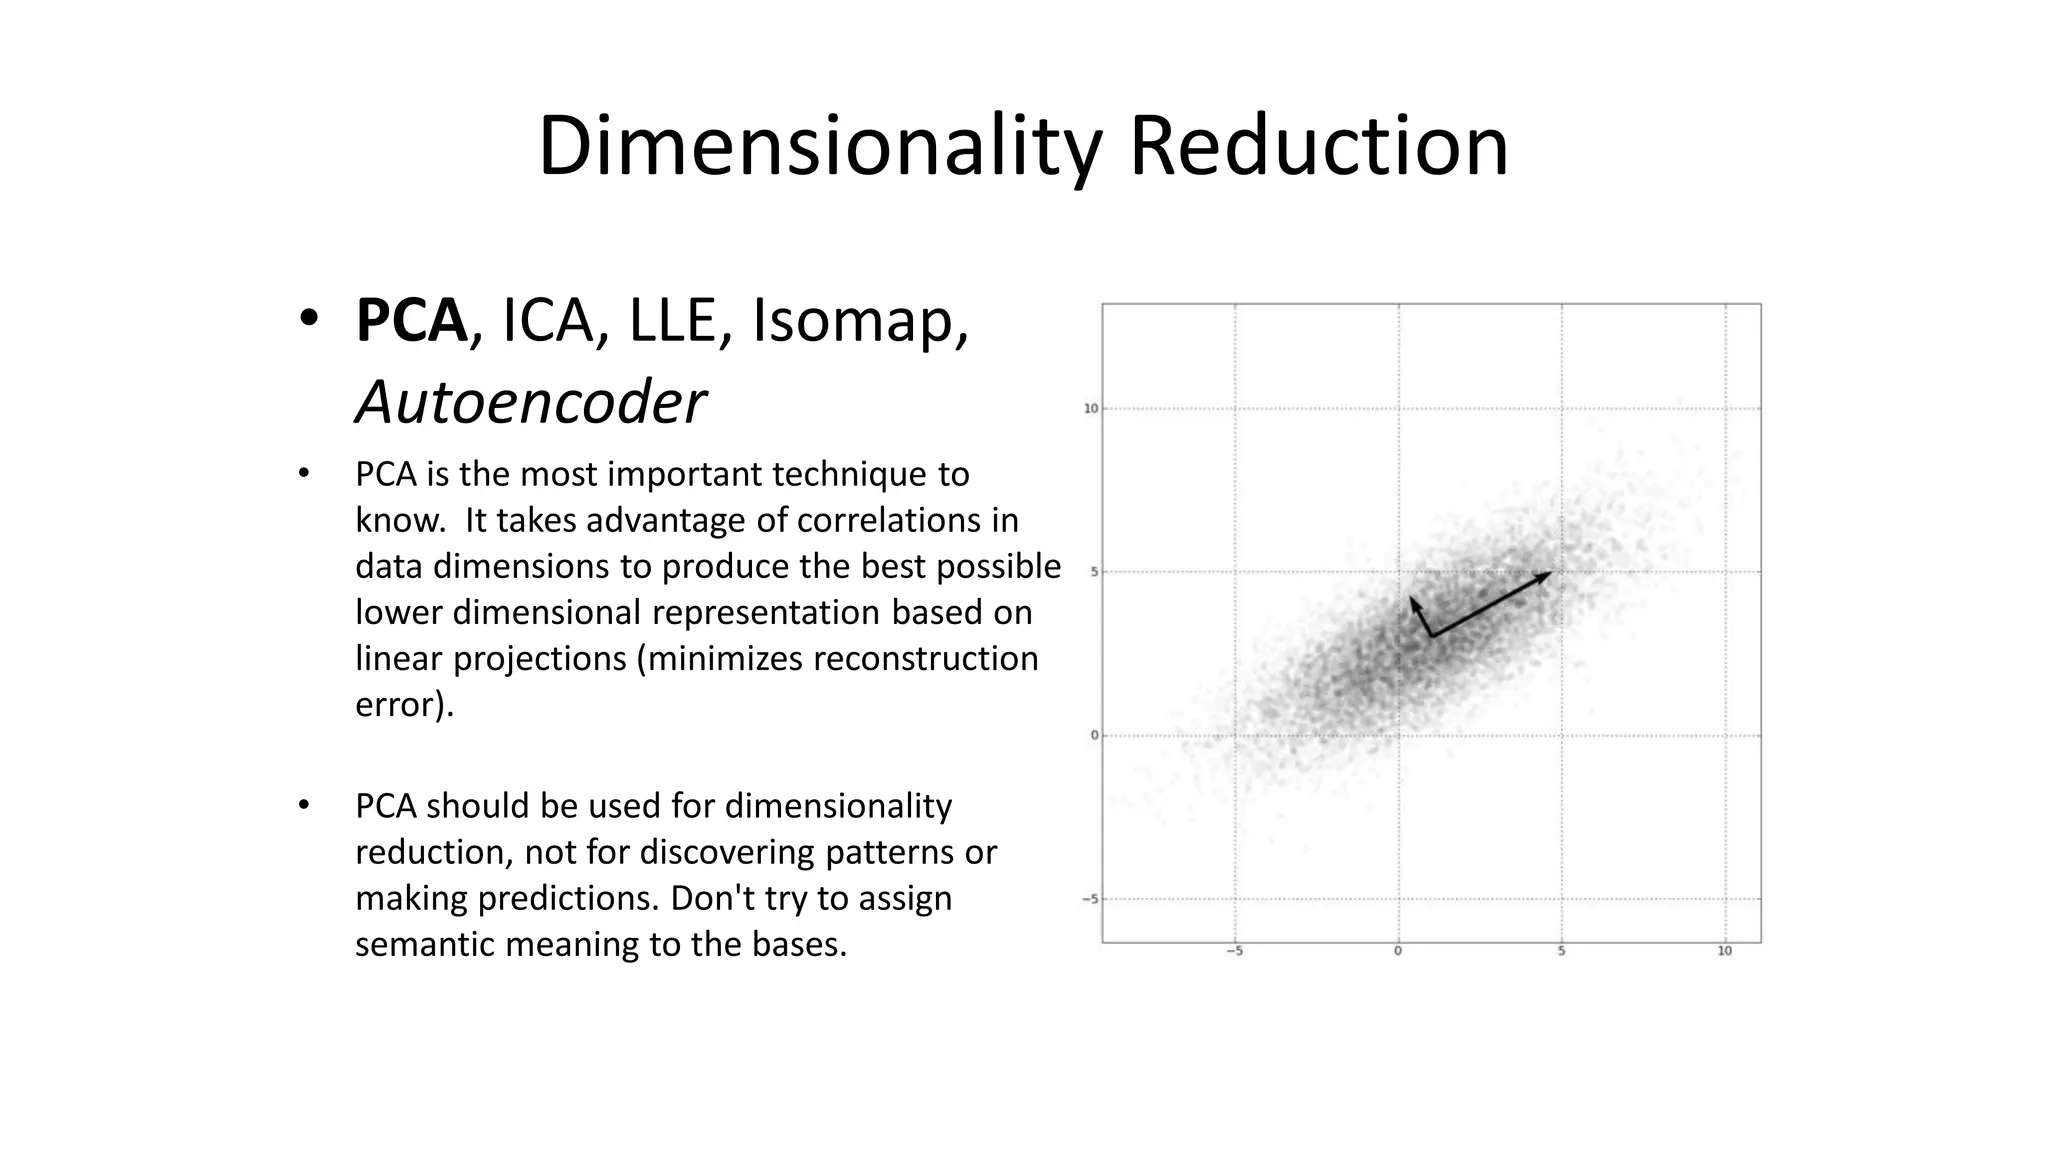 Dimensionality Reduction
• PCA, ICA, LLE, Isomap,
Autoencoder
• PCA is the most important technique to
know.  It takes advantage of correlations in
data dimensions to produce the best possible
lower dimensional representation based on
linear projections (minimizes reconstruction
error).
• PCA should be used for dimensionality
reduction, not for discovering patterns or
making predictions. Don't try to assign
semantic meaning to the bases.
10
5
0
−5
−5 0 5 10